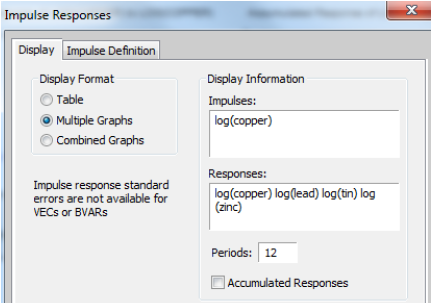 Impulse Responses
Display
Impulse Definition
Display Format
Table
Multiple Graphs
Combined Graphs
Impulse response standard
errors are not available for
VECs or BVARs
Display Information
Impulses:
log(copper)
Responses:
log(copper) log(lead) log(tin) log
(zinc)
Periods: 12
Accumulated Responses